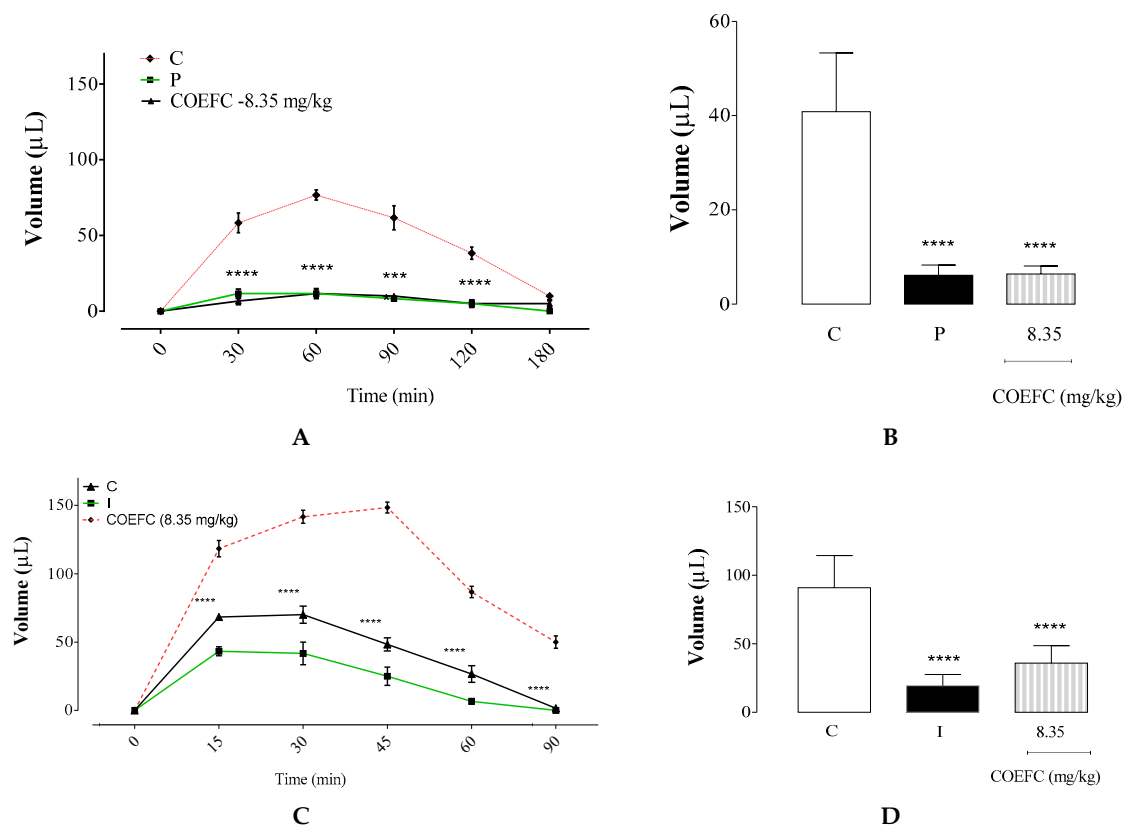 C
P
COEFC -8.35 mg/kg
150
100
50
0
Volume (μL)
****
****
***
****
0
30
60
90
120
180
Time (min)
A
60
40
20
0
Volume (μL)
****
****
C
P
8.35
COEFC (mg/kg)
B
C
I
COEFC (8.35 mg/kg)
150
100
50
0
Volume (μL)
****
****
****
****
****
0
15
30
45
60
90
Time (min)
C
150
100
50
0
Volume (μL)
****
****
C
I
8.35
COEFC (mg/kg)
D